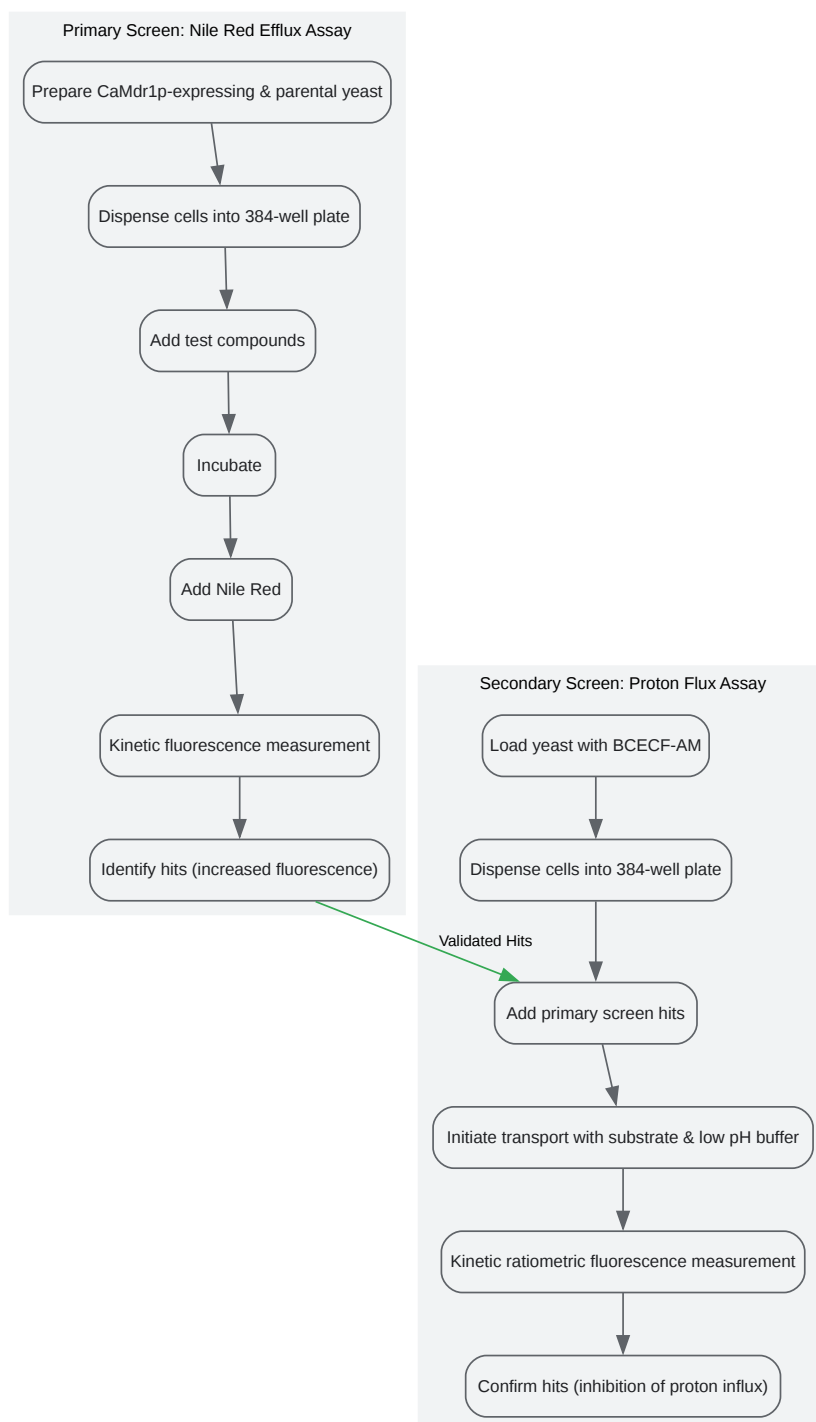 Primary Screen: Nile Red Efflux Assay
Prepare CaMdr1p-expressing & parental yeast
Dispense cells into 384-well plate
Add test compounds
Incubate
Add Nile Red
Kinetic fluorescence measurement
Identify hits (increased fluorescence)
Validated Hits
Secondary Screen: Proton Flux Assay
Load yeast with BCECF-AM
Dispense cells into 384-well plate
Add primary screen hits
Initiate transport with substrate & low pH buffer
Kinetic ratiometric fluorescence measurement
Confirm hits (inhibition of proton influx)